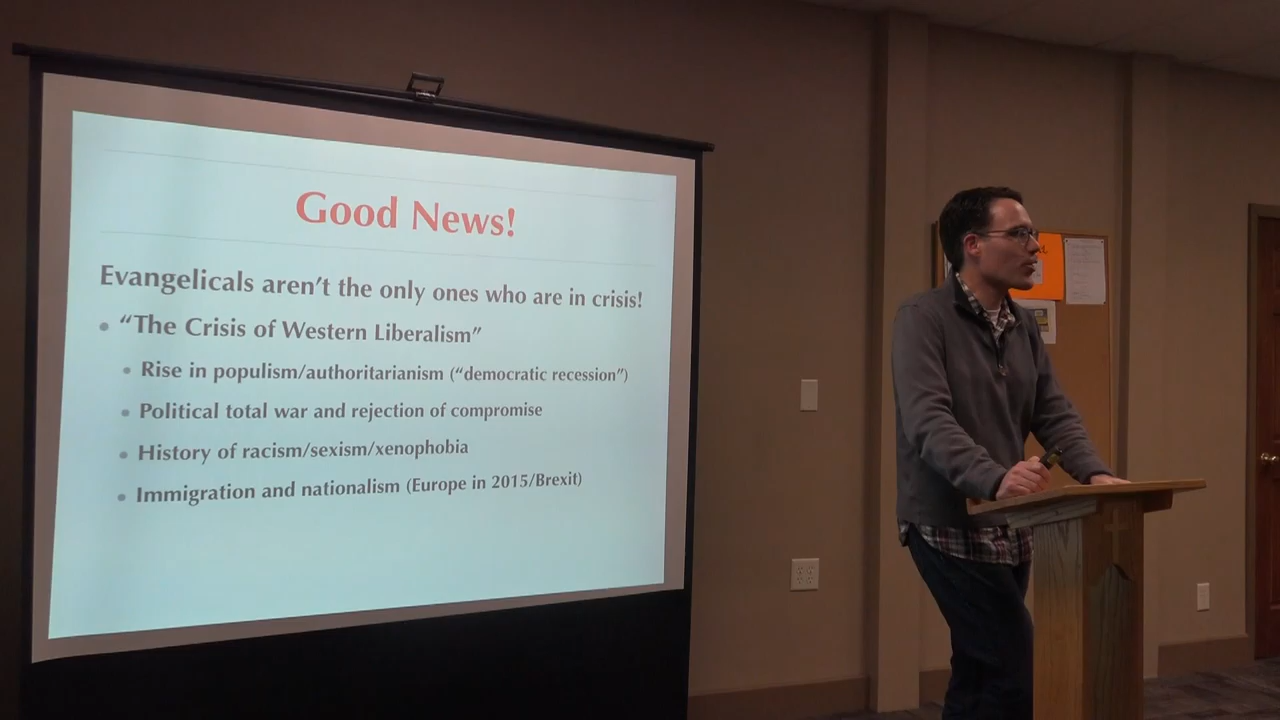 Good News!
Evangelicals aren't the only ones who are in crisis!
• "The Crisis of Western Liberalism"
• Rise in populism/authoritarianism ("democratic recession")
• Political total war and rejection of compromise
• History of racism/sexism/xenophobia
• Immigration and nationalism (Europe in 2015/Brexit)